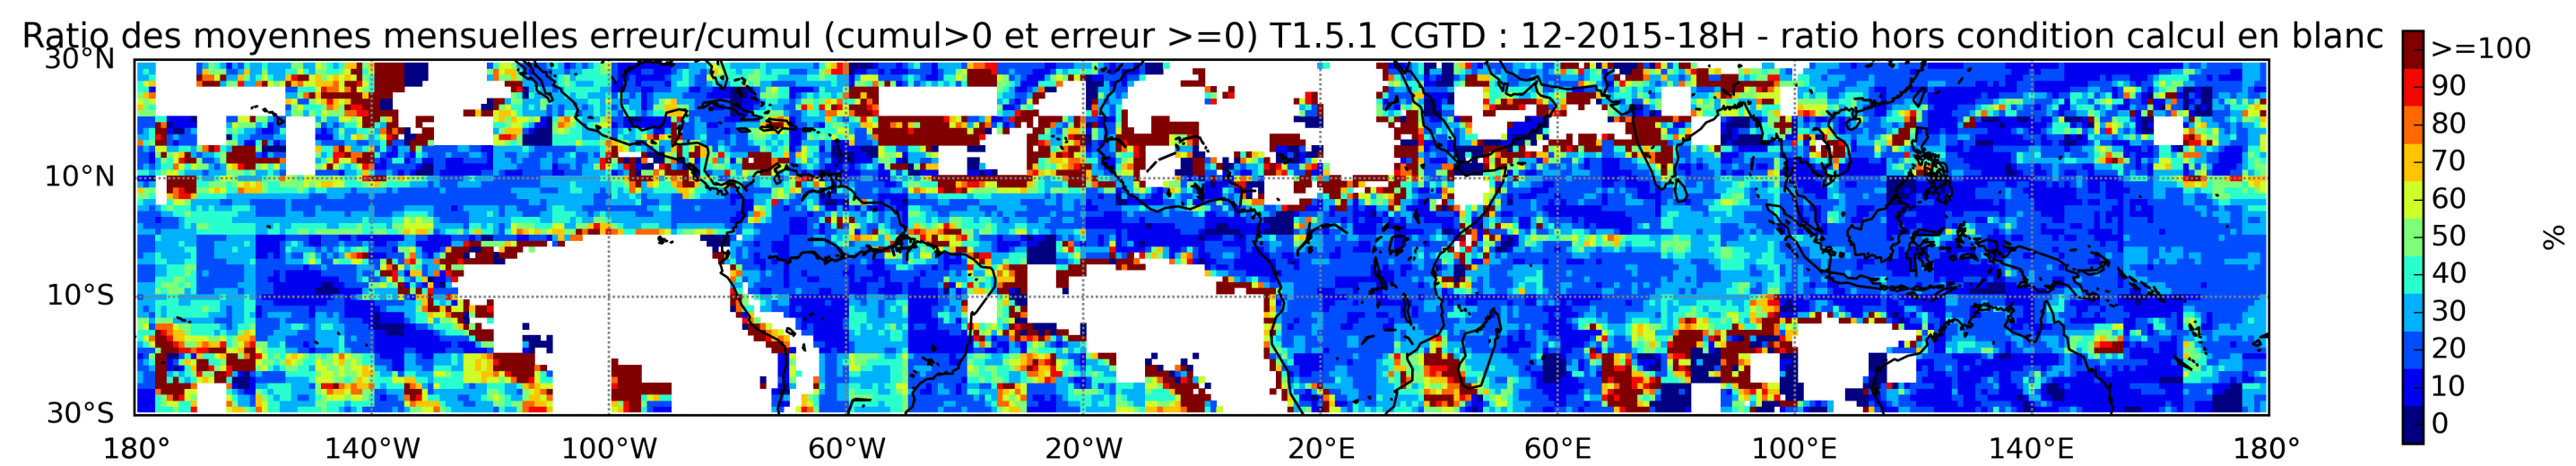 Ratio des moyennes mensuelles erreur/cumul (cumul>0 et erreur >=0) T1.5.1 CGTD : 12-2015-18H - ratio hors condition calcul en blanc
30°N
10°N
10°S
30°S
180° 140°W 100°W 60°W 20°W 20°E 60°E 100°E 140°E 180°
>=100
90
80
70
60
50
40
30
20
10
0
%